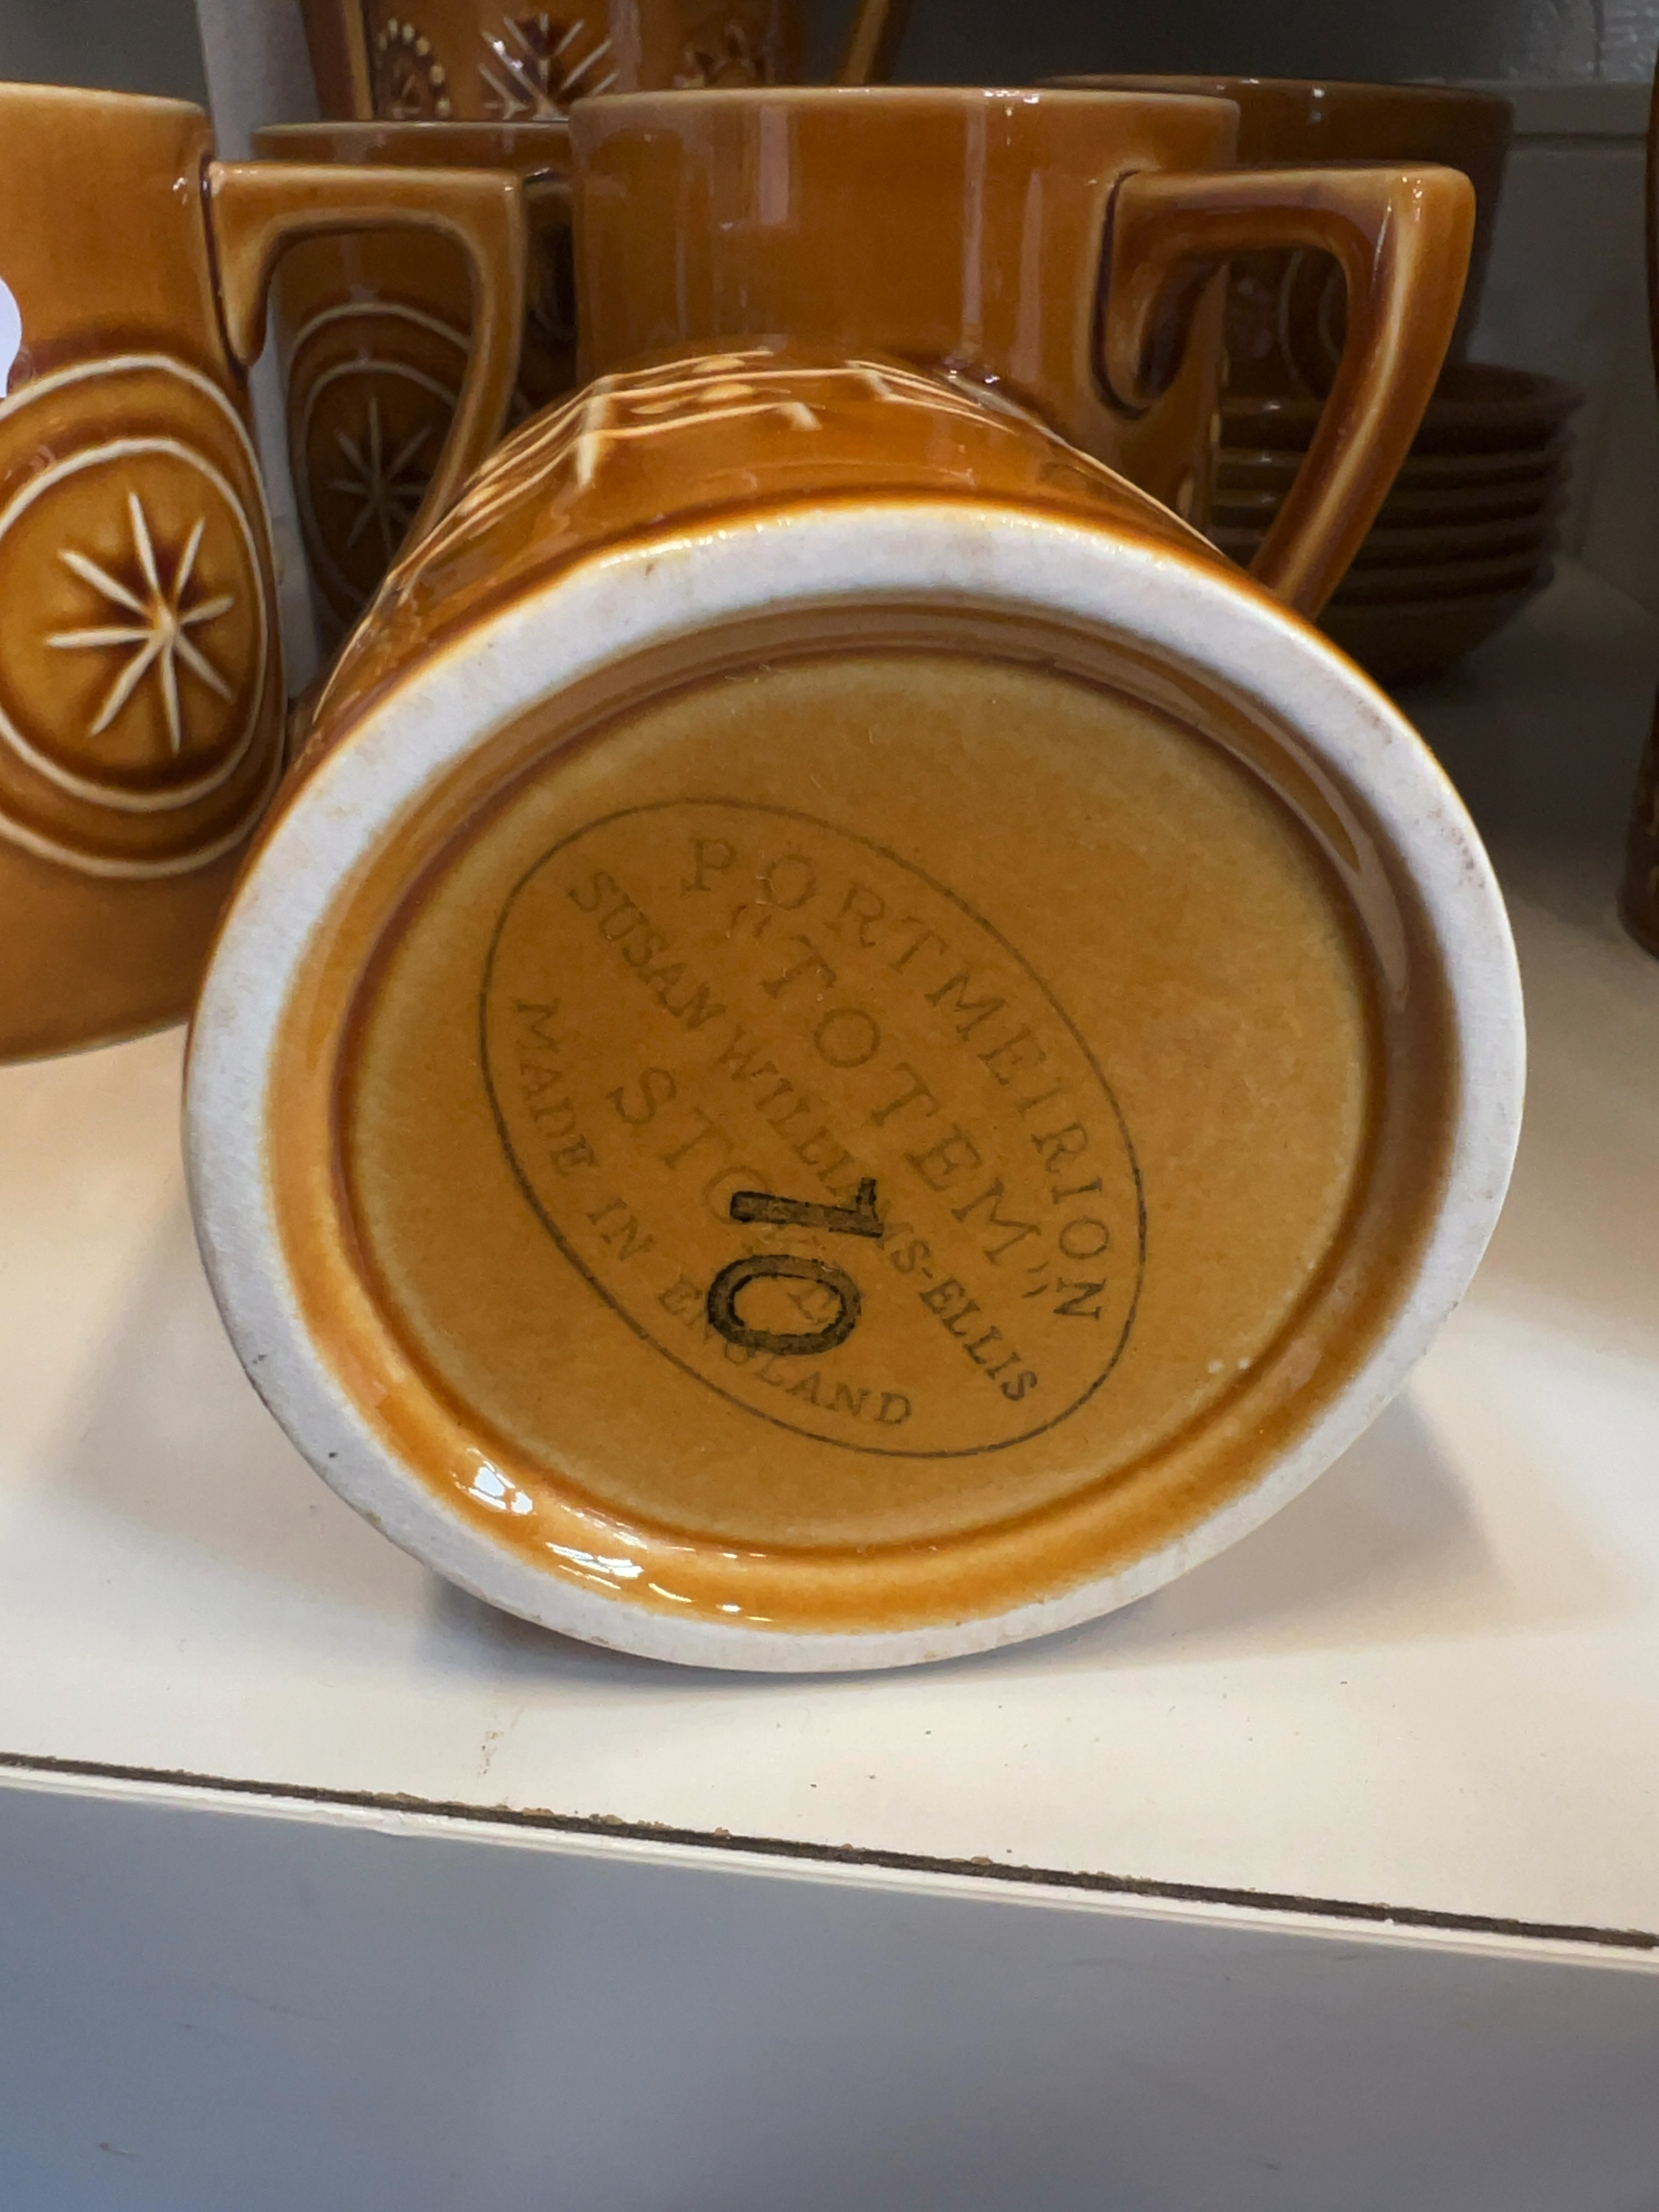 PORTMEIRION
"TOTEM"
SUSAN WILLIAMS-ELLIS
STOKE
MADE IN ENGLAND
10